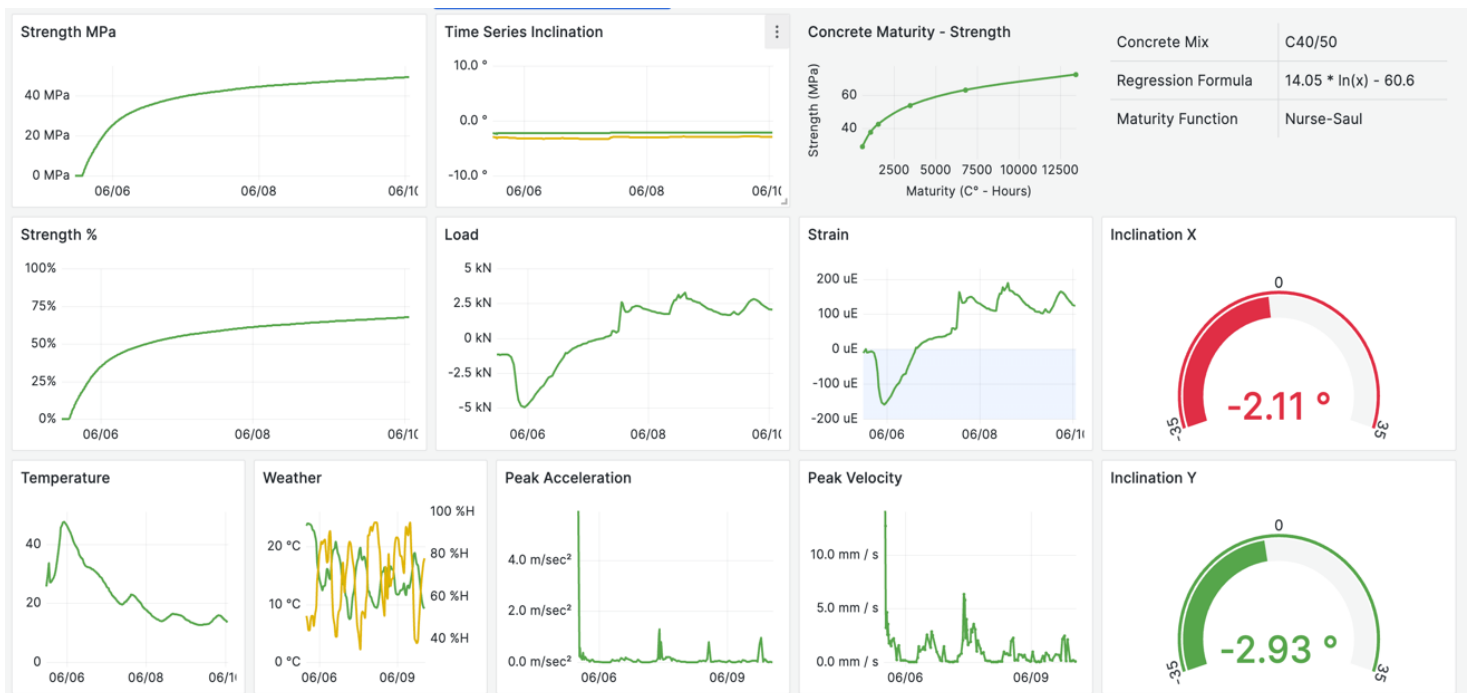 Strength MPa
40 MPa
20 MPa
0 MPa
06/06
06/08
06/10
Time Series Inclination
10.0 °
0.0 °
-10.0 °
06/06
06/08
06/10
Concrete Maturity - Strength
Strength (MPa)
60
40
2500 5000 7500 10000 12500
Maturity (C° - Hours)
Concrete Mix C40/50
Regression Formula 14.05 * ln(x) - 60.6
Maturity Function Nurse-Saul
Strength %
100%
75%
50%
25%
0%
06/06
06/08
Load
5 kN
2.5 kN
0 kN
-2.5 kN
-5 kN
06/06
06/08
Strain
200 uE
100 uE
0 uE
-100 uE
-200 uE
06/06
06/08
Inclination X
0
-35
35
-2.11 °
Temperature
40
20
0
06/06
06/08
Weather
20 °C
10 °C
0 °C
100 %H
80 %H
60 %H
40 %H
06/06
06/09
Peak Acceleration
4.0 m/sec²
2.0 m/sec²
0.0 m/sec²
06/06
06/09
Peak Velocity
10.0 mm / s
5.0 mm / s
0.0 mm / s
06/06
06/09
Inclination Y
0
-35
35
-2.93 °